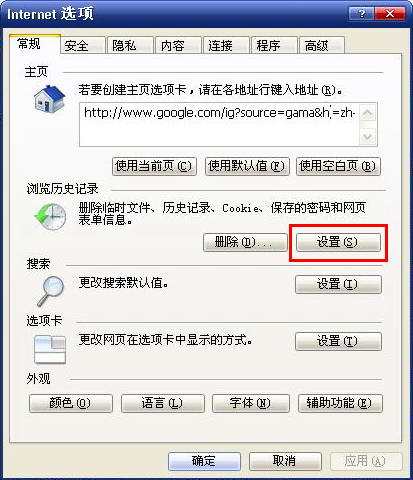 Internet 选项
常规 安全 隐私 内容 连接 程序 高级
主页
若要创建主页选项卡，请在各地址行键入地址(R)。
http://www.google.com/ig?source=gama&hl=zh-
使用当前页(C) 使用默认值(F) 使用空白页(B)
浏览历史记录
删除临时文件、历史记录、Cookie、保存的密码和网页
表单信息。
删除(D)... 设置(S)
搜索
更改搜索默认值。
设置(I)
选项卡
更改网页在选项卡中显示的方式。
设置(T)
外观
颜色(O) 语言(L) 字体(N) 辅助功能(E)
确定 取消 应用(A)